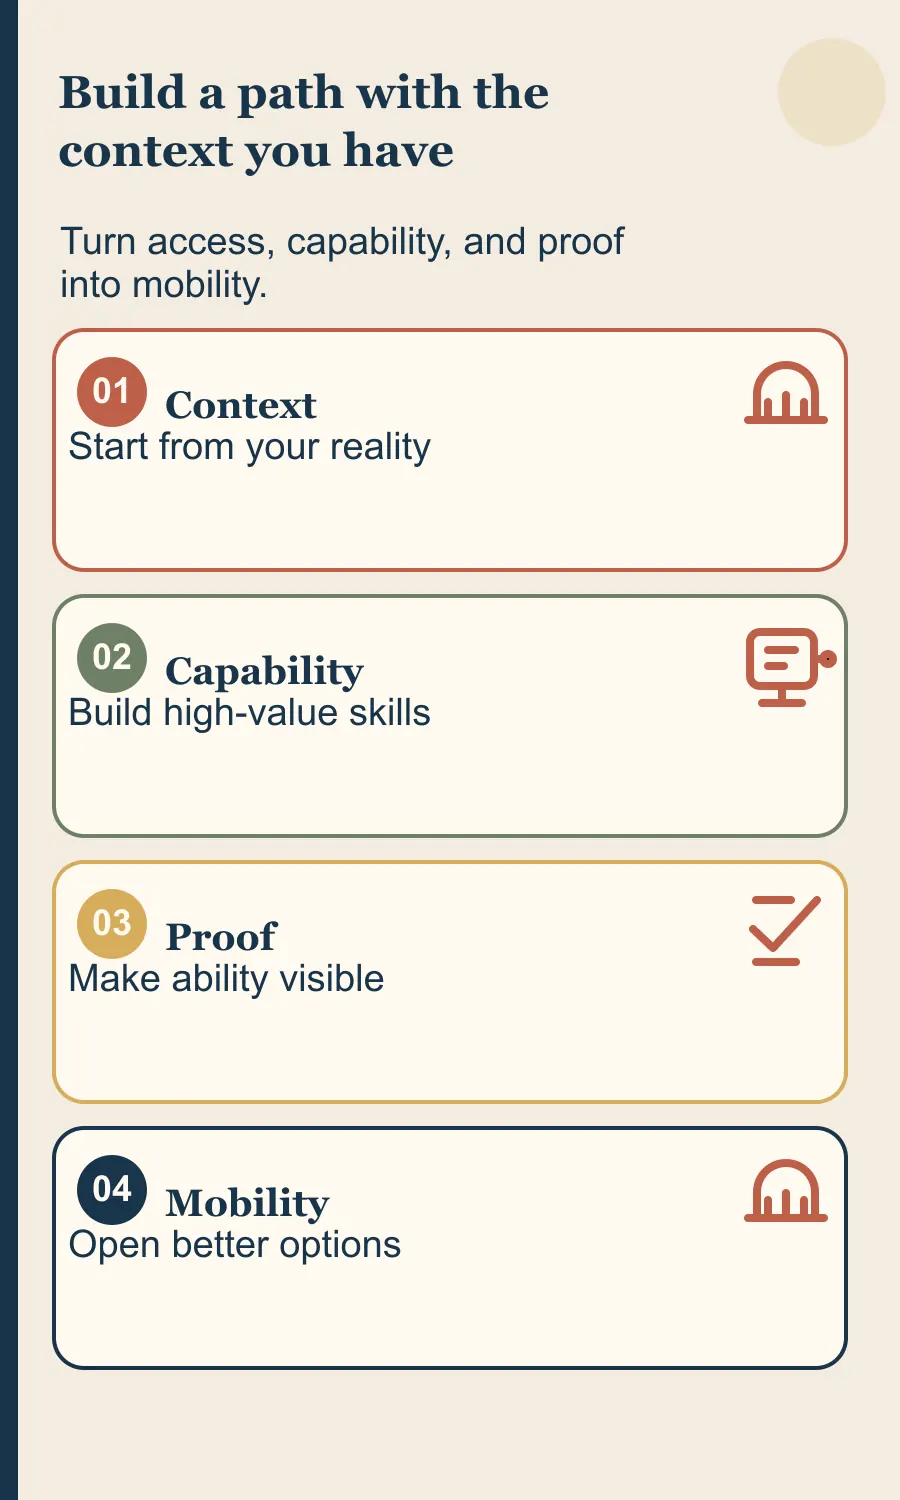 Build a path with the
context you have
Turn access, capability, and proof
into mobility.
01
Context
Start from your reality
02
Capability
Build high-value skills
03
Proof
Make ability visible
04
Mobility
Open better options